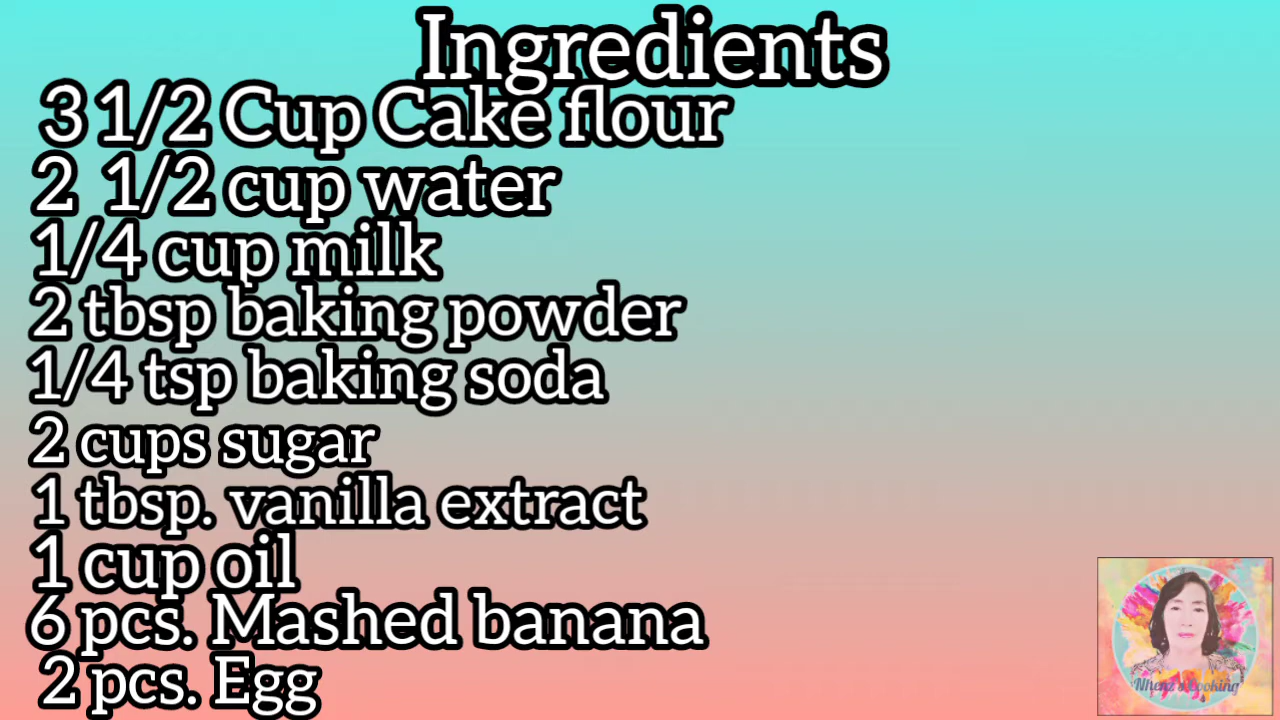 Ingredients
3 1/2 Cup Cake flour
2 1/2 cup water
1/4 cup milk
2 tbsp baking powder
1/4 tsp baking soda
2 cups sugar
1 tbsp. vanilla extract
1 cup oil
6 pcs. Mashed banana
2 pcs. Egg
Cooking